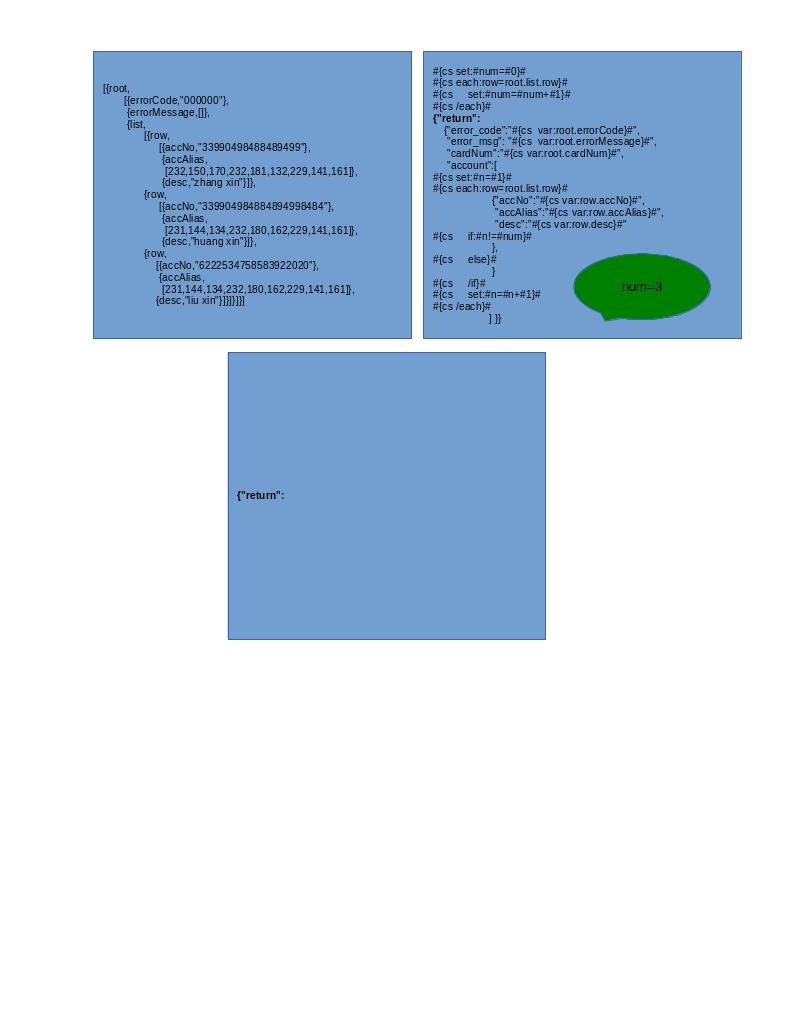 [{root,
[{errorCode,"000000"},
{errorMessage,[]},
{list,
[{row,
[{accNo,"33990498488489499"},
{accAlias,
[232,150,170,232,181,132,229,141,161]},
{desc,"zhang xin"}]},
{row,
[{accNo,"339904984884894998484"},
{accAlias,
[231,144,134,232,180,162,229,141,161]},
{desc,"huang xin"}]},
{row,
[{accNo,"6222534758583922020"},
{accAlias,
[231,144,134,232,180,162,229,141,161]},
{desc,"liu xin"}]}]}]}]
#{cs set:#num=#0}#
#{cs each:row=root.list.row}#
#{cs set:#num=#num+#1}#
#{cs /each}#
{"return":
{"error_code":"#{cs var:root.errorCode}#",
"error_msg": "#{cs var:root.errorMessage}#",
"cardNum":"#{cs var:root.cardNum}#",
"account":[
#{cs set:#n=#1}#
#{cs each:row=root.list.row}#
{"accNo":"#{cs var:row.accNo}#",
"accAlias":"#{cs var:row.accAlias}#",
"desc":"#{cs var:row.desc}#"
#{cs if:#n!=#num}#
},
#{cs else}#
}
#{cs /if}#
#{cs set:#n=#n+#1}#
#{cs /each}#
] }}
num=3
{"return":